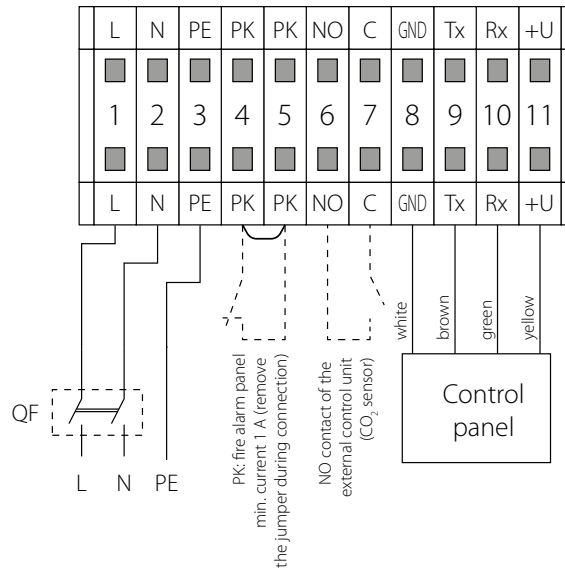 L N PE PK PK NO C GND Tx Rx +U
1 2 3 4 5 6 7 8 9 10 11
L N PE PK PK NO C GND Tx Rx +U
white
brown
green
yellow
QF
L N PE
PK: fire alarm panel
min. current 1 A (remove
the jumper during connection)
NO contact of the
external control unit
(CO₂ sensor)
Control
panel